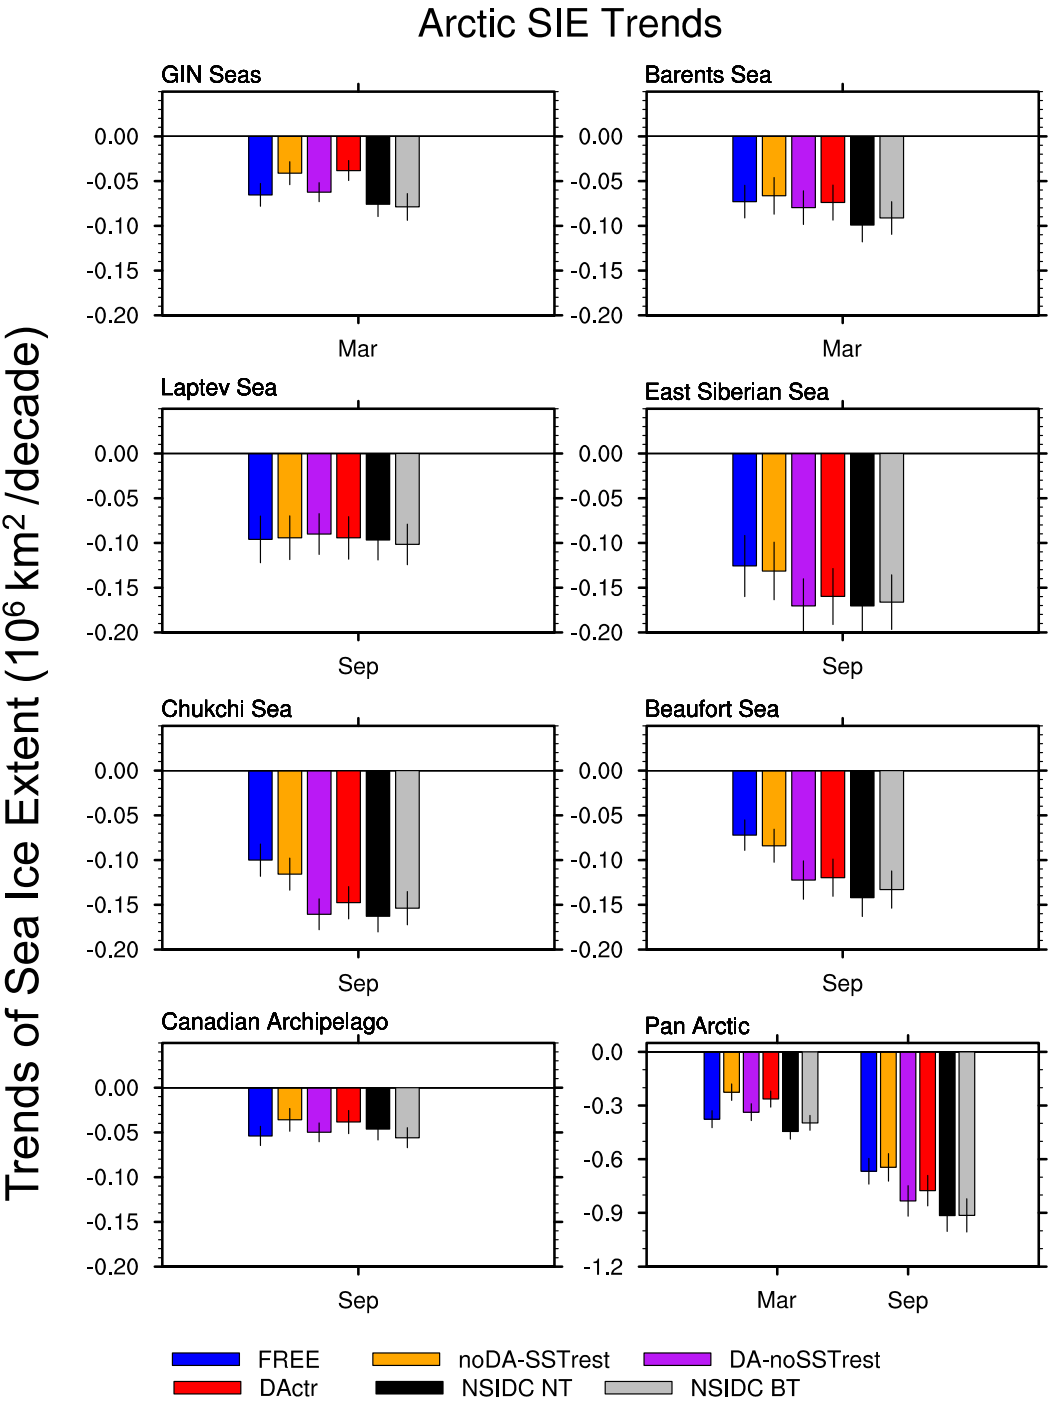 Arctic SIE Trends
Trends of Sea Ice Extent (10⁶ km² /decade)
GIN Seas
0.00
-0.05
-0.10
-0.15
-0.20
Mar
Barents Sea
0.00
-0.05
-0.10
-0.15
-0.20
Mar
Laptev Sea
0.00
-0.05
-0.10
-0.15
-0.20
Sep
East Siberian Sea
0.00
-0.05
-0.10
-0.15
-0.20
Sep
Chukchi Sea
0.00
-0.05
-0.10
-0.15
-0.20
Sep
Beaufort Sea
0.00
-0.05
-0.10
-0.15
-0.20
Sep
Canadian Archipelago
0.00
-0.05
-0.10
-0.15
-0.20
Sep
Pan Arctic
0.0
-0.3
-0.6
-0.9
-1.2
Mar Sep
FREE noDA-SSTrest DA-noSSTrest
DActr NSIDC NT NSIDC BT